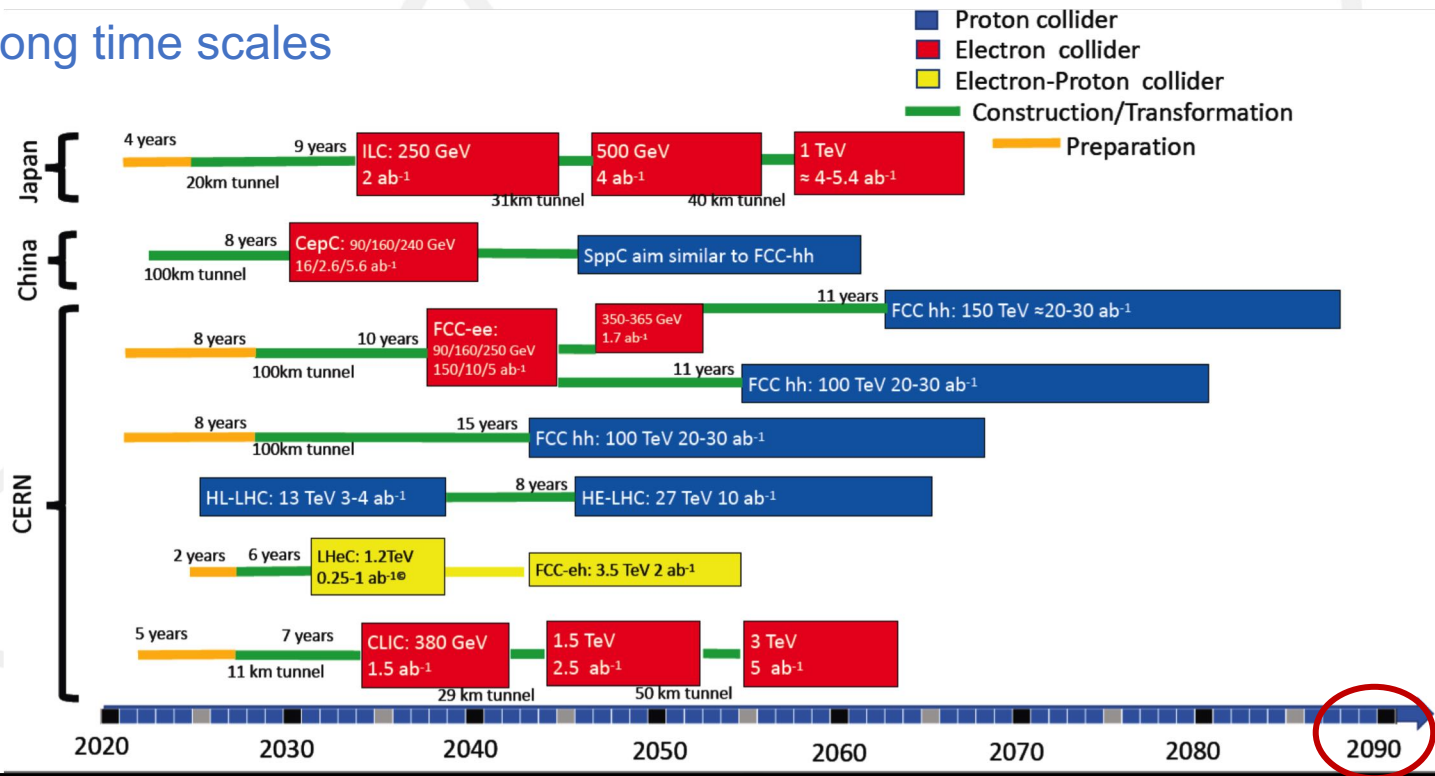 ong time scales
Proton collider
Electron collider
Electron-Proton collider
Construction/Transformation
Preparation
Japan
4 years
9 years
20km tunnel
ILC: 250 GeV
2 ab-1
31km tunnel
500 GeV
4 ab-1
40 km tunnel
1 TeV
≈ 4-5.4 ab-1
China
8 years
100km tunnel
CepC: 90/160/240 GeV
16/2.6/5.6 ab-1
SppC aim similar to FCC-hh
CERN
8 years
10 years
100km tunnel
FCC-ee:
90/160/250 GeV
150/10/5 ab-1
350-365 GeV
1.7 ab-1
11 years
FCC hh: 150 TeV ≈20-30 ab-1
11 years
FCC hh: 100 TeV 20-30 ab-1
8 years
15 years
100km tunnel
FCC hh: 100 TeV 20-30 ab-1
HL-LHC: 13 TeV 3-4 ab-1
8 years
HE-LHC: 27 TeV 10 ab-1
2 years
6 years
LHeC: 1.2TeV
0.25-1 ab-1©
FCC-eh: 3.5 TeV 2 ab-1
5 years
7 years
11 km tunnel
CLIC: 380 GeV
1.5 ab-1
29 km tunnel
1.5 TeV
2.5 ab-1
50 km tunnel
3 TeV
5 ab-1
2020 2030 2040 2050 2060 2070 2080 2090